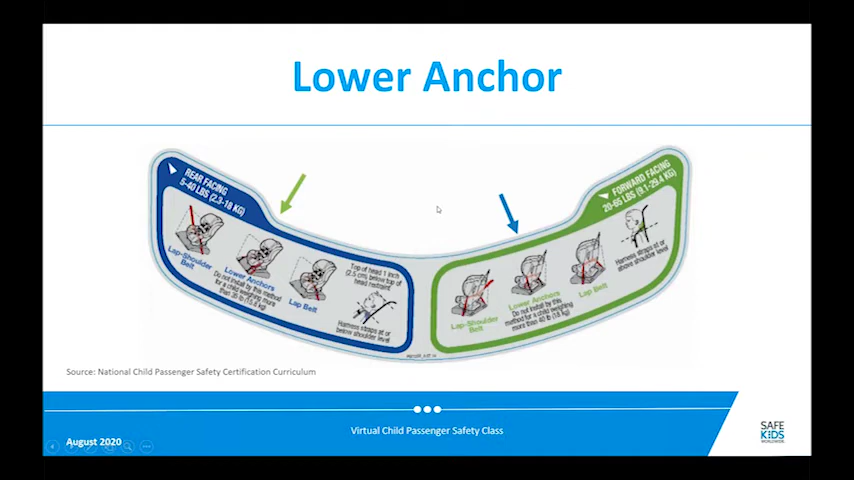 Lower Anchor
REAR FACING
5-40 LBS (2.3-18 KG)
Lap-Shoulder
Belt
Lower Anchors
Do not install by this method
for a child weighing more
than 35 lb (15.8 kg)
Lap Belt
Top of head 1 inch
(2.5 cm) below top of
head restraint
Harness straps at or
below shoulder level
FORWARD FACING
20-65 LBS (9.1-29.4 KG)
Lap-Shoulder
Belt
Lower Anchors
Do not install by this
method for a child weighing
more than 40 lb (18 kg)
Lap Belt
Harness straps at or
above shoulder level
Source: National Child Passenger Safety Certification Curriculum
Virtual Child Passenger Safety Class
August 2020
SAFE
KIDS
WORLDWIDE